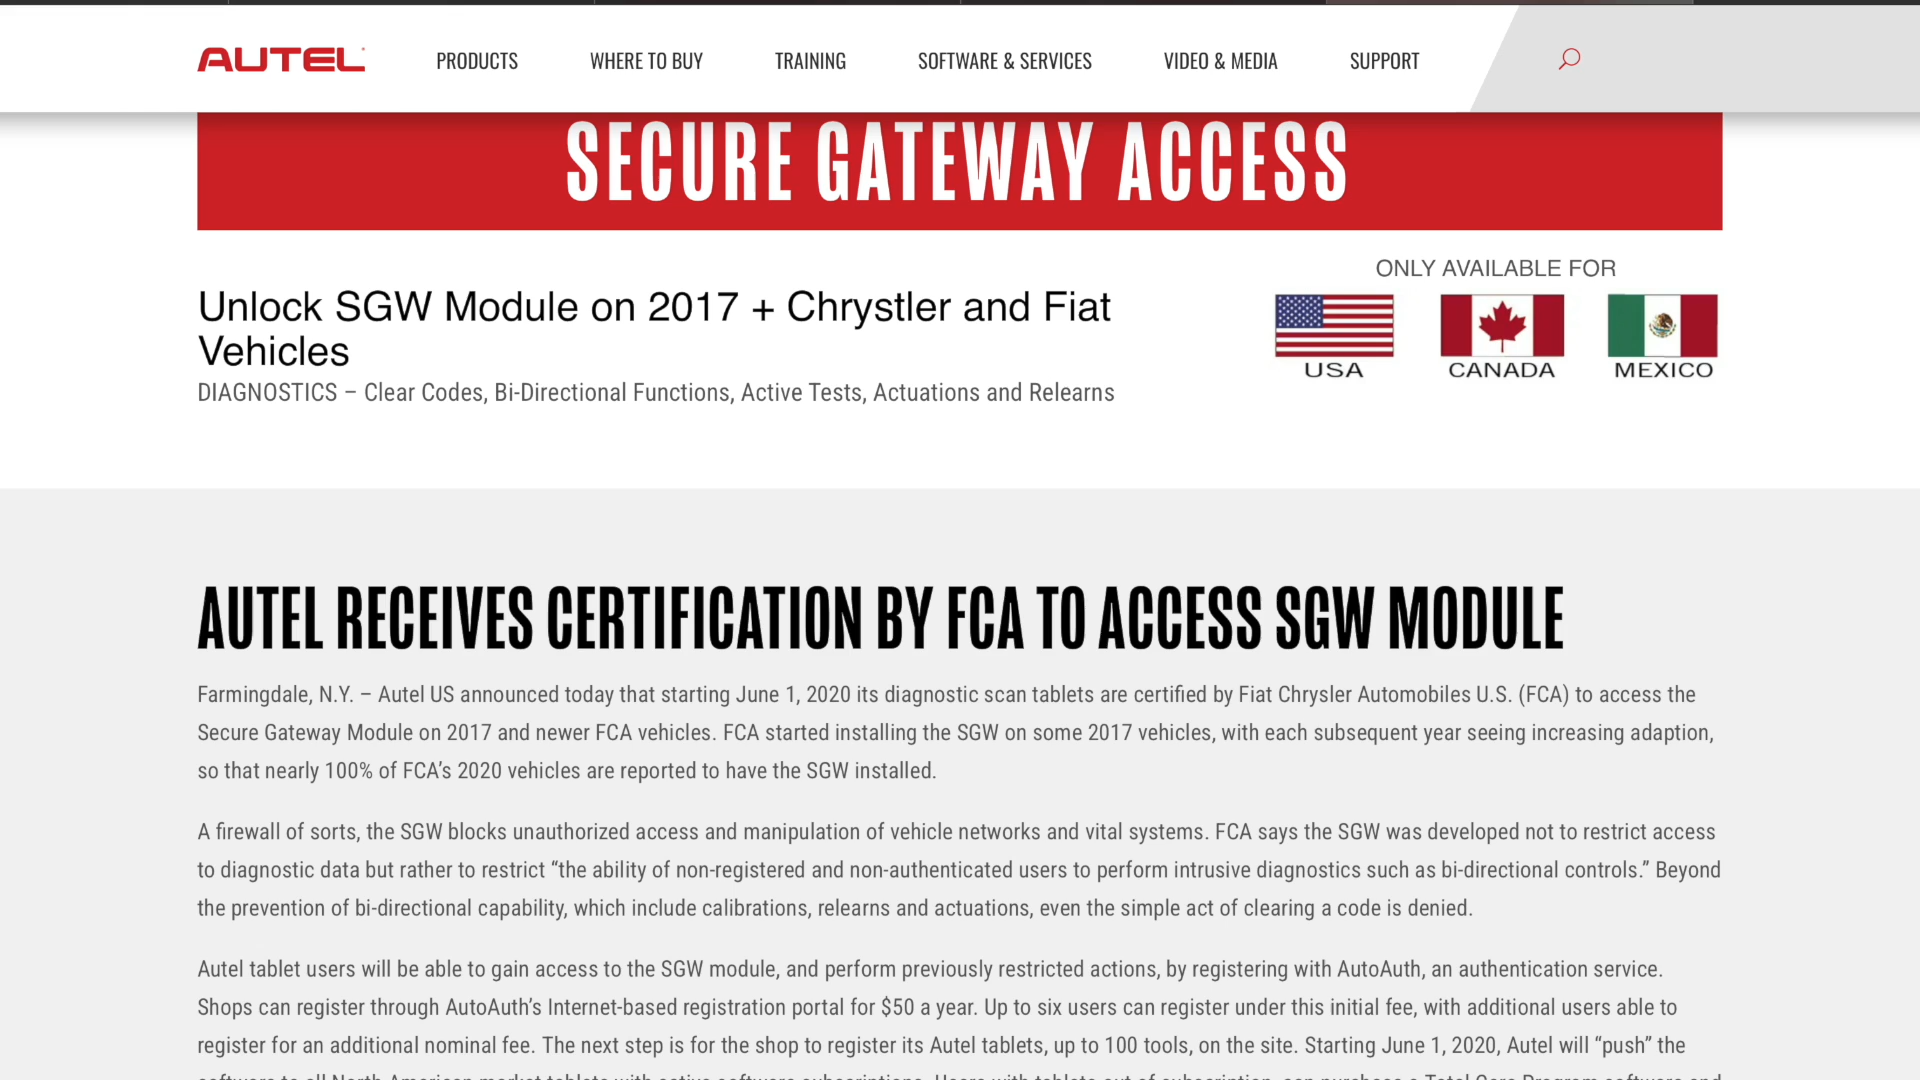 AUTEL
PRODUCTS
WHERE TO BUY
TRAINING
SOFTWARE & SERVICES
VIDEO & MEDIA
SUPPORT
SECURE GATEWAY ACCESS
Unlock SGW Module on 2017 + Chrystler and Fiat
Vehicles
DIAGNOSTICS – Clear Codes, Bi-Directional Functions, Active Tests, Actuations and Relearns
ONLY AVAILABLE FOR
USA
CANADA
MEXICO
AUTEL RECEIVES CERTIFICATION BY FCA TO ACCESS SGW MODULE
Farmingdale, N.Y. – Autel US announced today that starting June 1, 2020 its diagnostic scan tablets are certified by Fiat Chrysler Automobiles U.S. (FCA) to access the
Secure Gateway Module on 2017 and newer FCA vehicles. FCA started installing the SGW on some 2017 vehicles, with each subsequent year seeing increasing adaption,
so that nearly 100% of FCA’s 2020 vehicles are reported to have the SGW installed.
A firewall of sorts, the SGW blocks unauthorized access and manipulation of vehicle networks and vital systems. FCA says the SGW was developed not to restrict access
to diagnostic data but rather to restrict “the ability of non-registered and non-authenticated users to perform intrusive diagnostics such as bi-directional controls.” Beyond
the prevention of bi-directional capability, which include calibrations, relearns and actuations, even the simple act of clearing a code is denied.
Autel tablet users will be able to gain access to the SGW module, and perform previously restricted actions, by registering with AutoAuth, an authentication service.
Shops can register through AutoAuth’s Internet-based registration portal for $50 a year. Up to six users can register under this initial fee, with additional users able to
register for an additional nominal fee. The next step is for the shop to register its Autel tablets, up to 100 tools, on the site. Starting June 1, 2020, Autel will “push” the